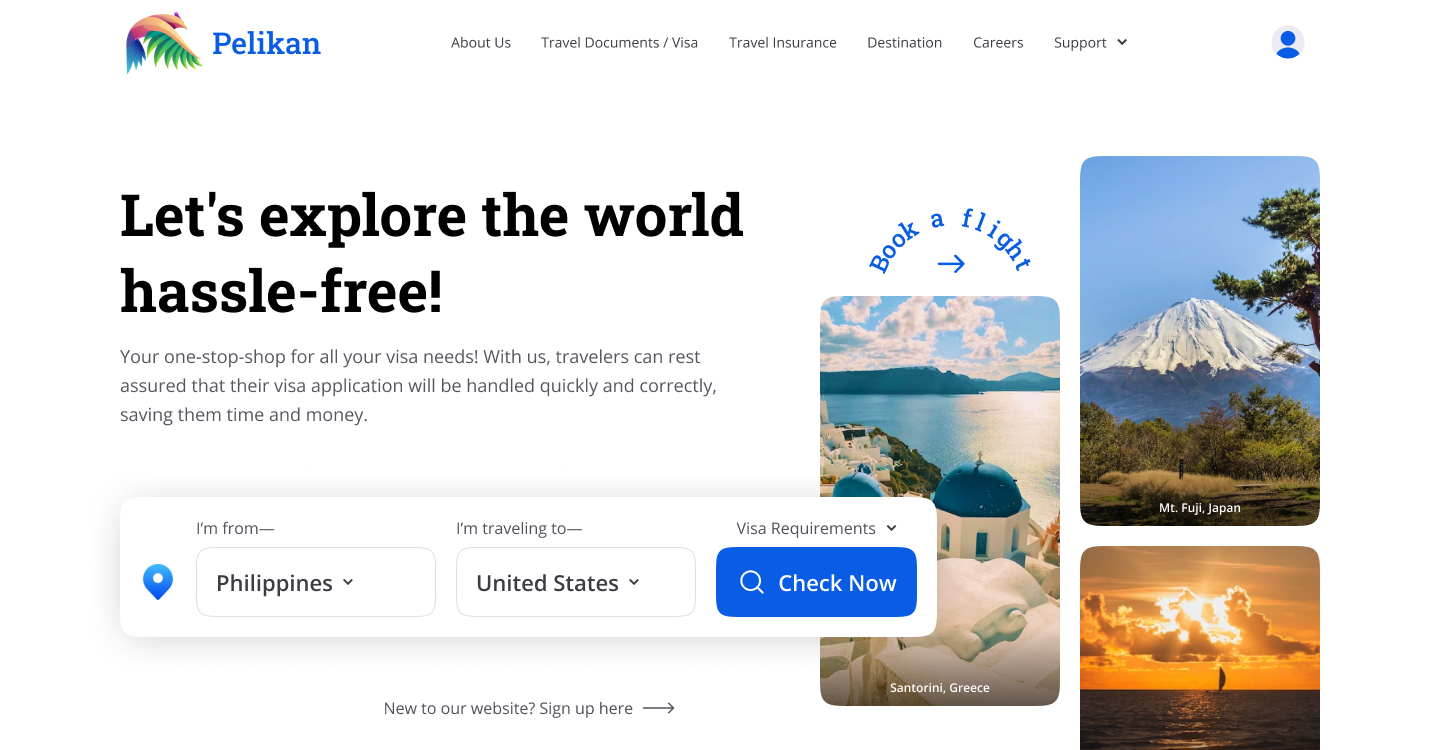 Pelikan
About Us
Travel Documents / Visa
Travel Insurance
Destination
Careers
Support
Let's explore the world
hassle-free!
Your one-stop-shop for all your visa needs! With us, travelers can rest
assured that their visa application will be handled quickly and correctly,
saving them time and money.
Book a flight
Mt. Fuji, Japan
I'm from—
I'm traveling to—
Visa Requirements
Philippines
United States
Check Now
Santorini, Greece
New to our website? Sign up here